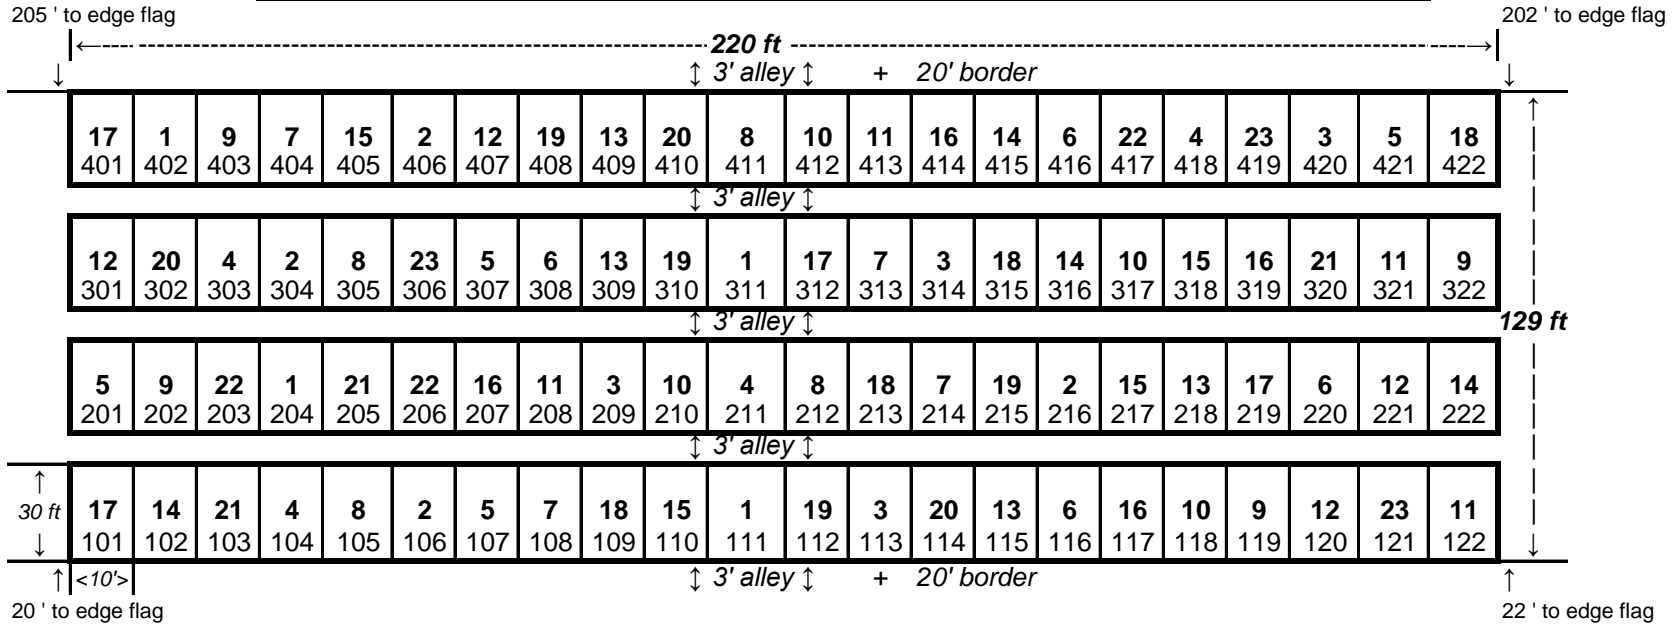 205 ' to edge flag 202 ' to edge flag
|←---- ------------------------------------------------- 220 ft -------------------------------------------------→|
↓ ↕ 3' alley ↕ + 20' border ↓
17 1 9 7 15 2 12 19 13 20 8 10 11 16 14 6 22 4 23 3 5 18
401 402 403 404 405 406 407 408 409 410 411 412 413 414 415 416 417 418 419 420 421 422
↕ 3' alley ↕
12 20 4 2 8 23 5 6 13 19 1 17 7 3 18 14 10 15 16 21 11 9
301 302 303 304 305 306 307 308 309 310 311 312 313 314 315 316 317 318 319 320 321 322
↕ 3' alley ↕ 129 ft
5 9 22 1 21 22 16 11 3 10 4 8 18 7 19 2 15 13 17 6 12 14
201 202 203 204 205 206 207 208 209 210 211 212 213 214 215 216 217 218 219 220 221 222
↕ 3' alley ↕
30 ft 17 14 21 4 8 2 5 7 18 15 1 19 3 20 13 6 16 10 9 12 23 11
101 102 103 104 105 106 107 108 109 110 111 112 113 114 115 116 117 118 119 120 121 122
↑ <10'> ↕ 3' alley ↕ + 20' border ↑
20 ' to edge flag 22 ' to edge flag